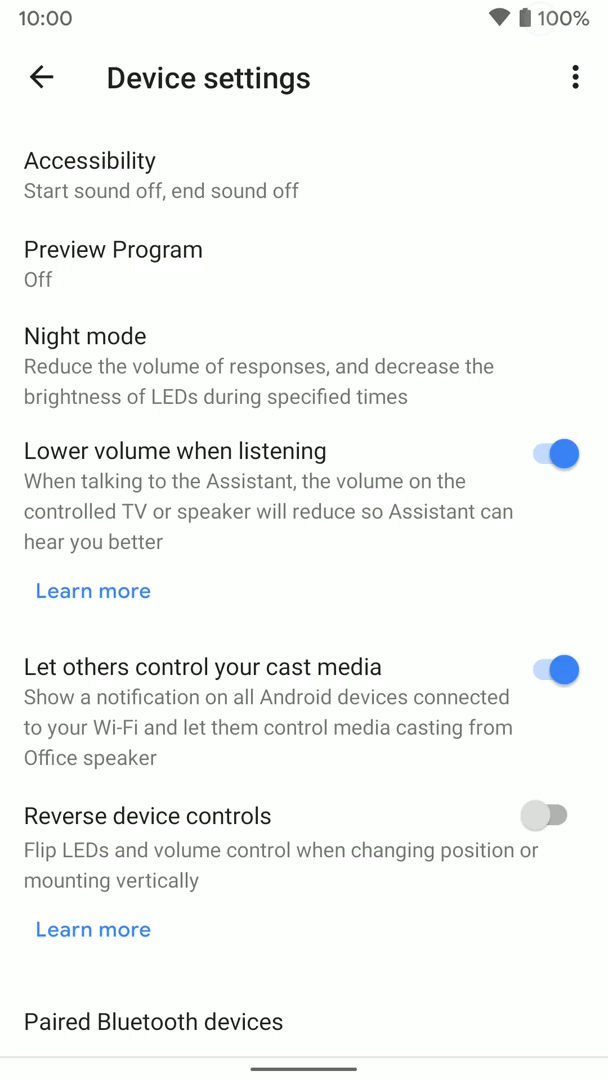 10:00
100%
Device settings
Accessibility
Start sound off, end sound off
Preview Program
Off
Night mode
Reduce the volume of responses, and decrease the
brightness of LEDs during specified times
Lower volume when listening
When talking to the Assistant, the volume on the
controlled TV or speaker will reduce so Assistant can
hear you better
Learn more
Let others control your cast media
Show a notification on all Android devices connected
to your Wi-Fi and let them control media casting from
Office speaker
Reverse device controls
Flip LEDs and volume control when changing position or
mounting vertically
Learn more
Paired Bluetooth devices